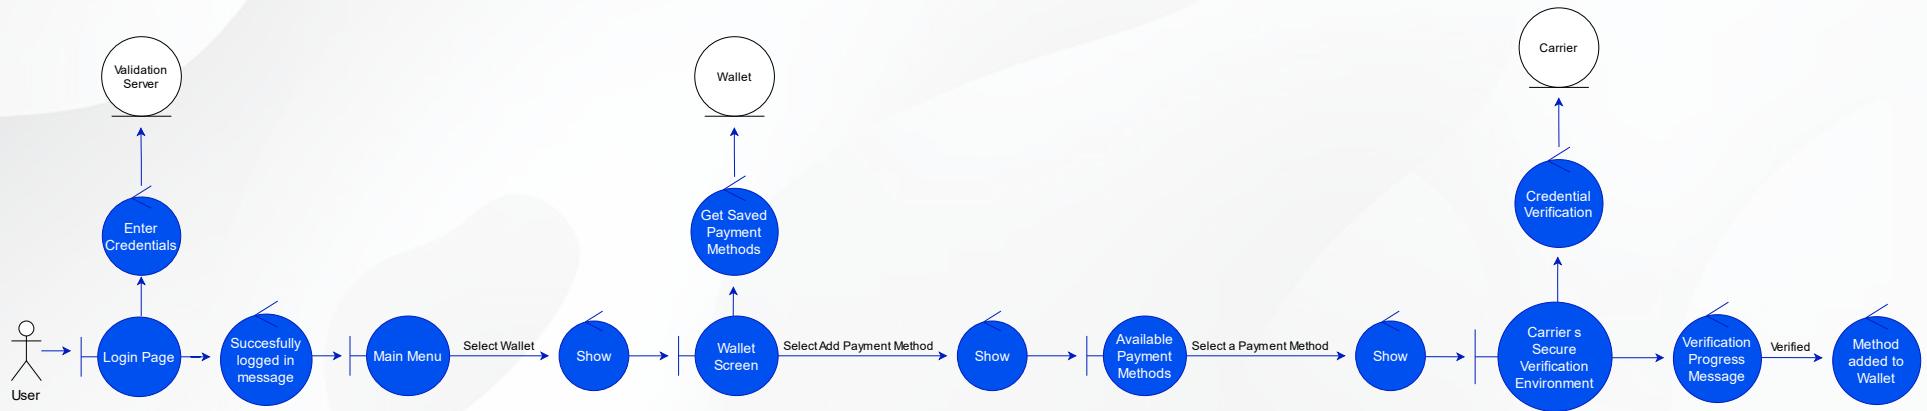 Validation
Server
Wallet
Carrier
Enter
Credentials
Get Saved
Payment
Methods
Credential
Verification
User
Login Page
Succesfully
logged in
message
Main Menu
Select Wallet
Show
Wallet
Screen
Select Add Payment Method
Show
Available
Payment
Methods
Select a Payment Method
Show
Carrier s
Secure
Verification
Environment
Verification
Progress
Message
Verified
Method
added to
Wallet